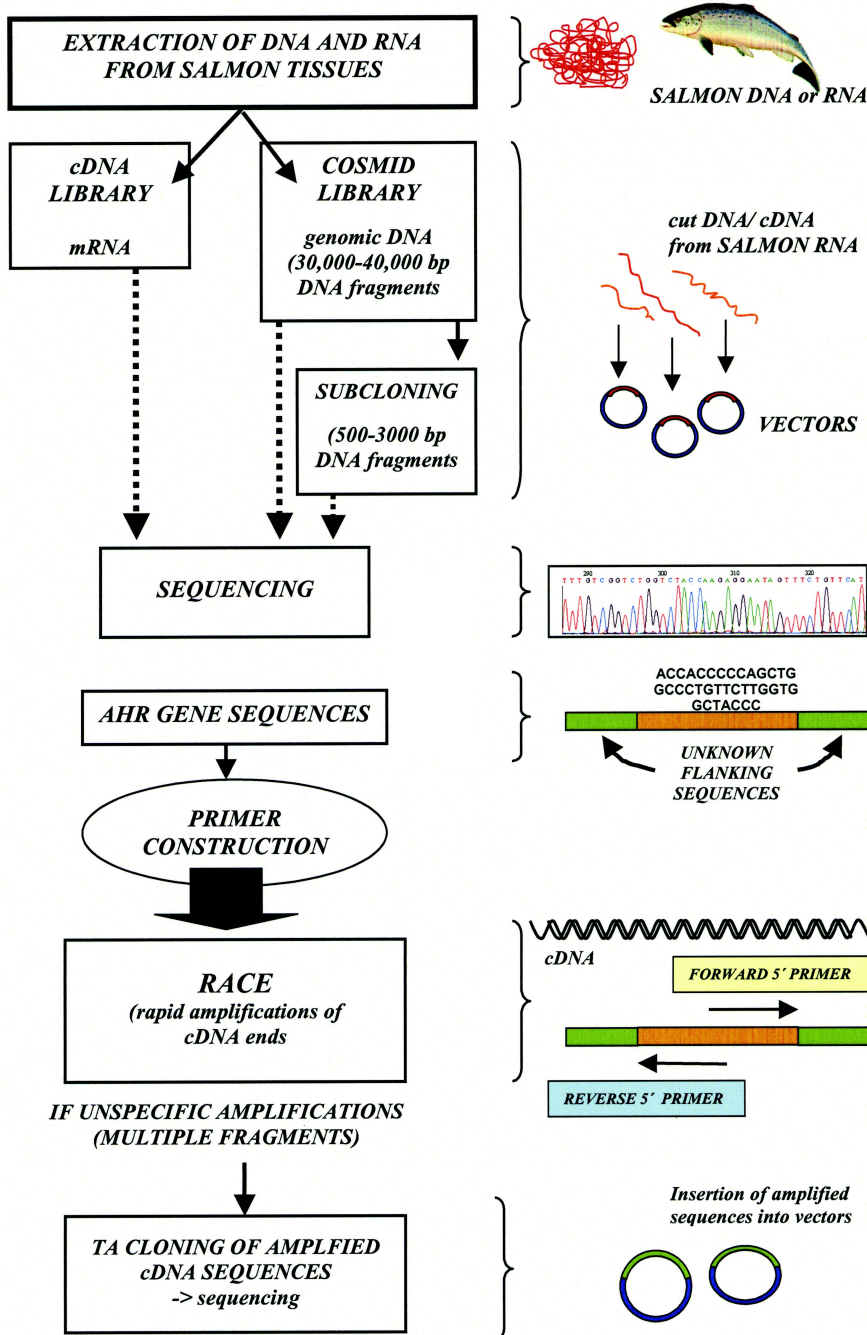 EXTRACTION OF DNA AND RNA
FROM SALMON TISSUES
SALMON DNA or RNA
cDNA
LIBRARY
mRNA
COSMID
LIBRARY
genomic DNA
(30,000-40,000 bp
DNA fragments
cut DNA/ cDNA
from SALMON RNA
SUBCLONING
(500-3000 bp
DNA fragments
VECTORS
SEQUENCING
290 300 310 320
T T T G T C G G T C T G G T C T A C C A A G A G G A A T A G T T T C T G T T C A T
AHR GENE SEQUENCES
ACCACCCCCAGCTG
GCCCTGTTCTTGGTG
GCTACCC
UNKNOWN
FLANKING
SEQUENCES
PRIMER
CONSTRUCTION
RACE
(rapid amplifications of
cDNA ends
cDNA
FORWARD 5´ PRIMER
REVERSE 5´ PRIMER
IF UNSPECIFIC AMPLIFICATIONS
(MULTIPLE FRAGMENTS)
TA CLONING OF AMPLFIED
cDNA SEQUENCES
-> sequencing
Insertion of amplified
sequences into vectors